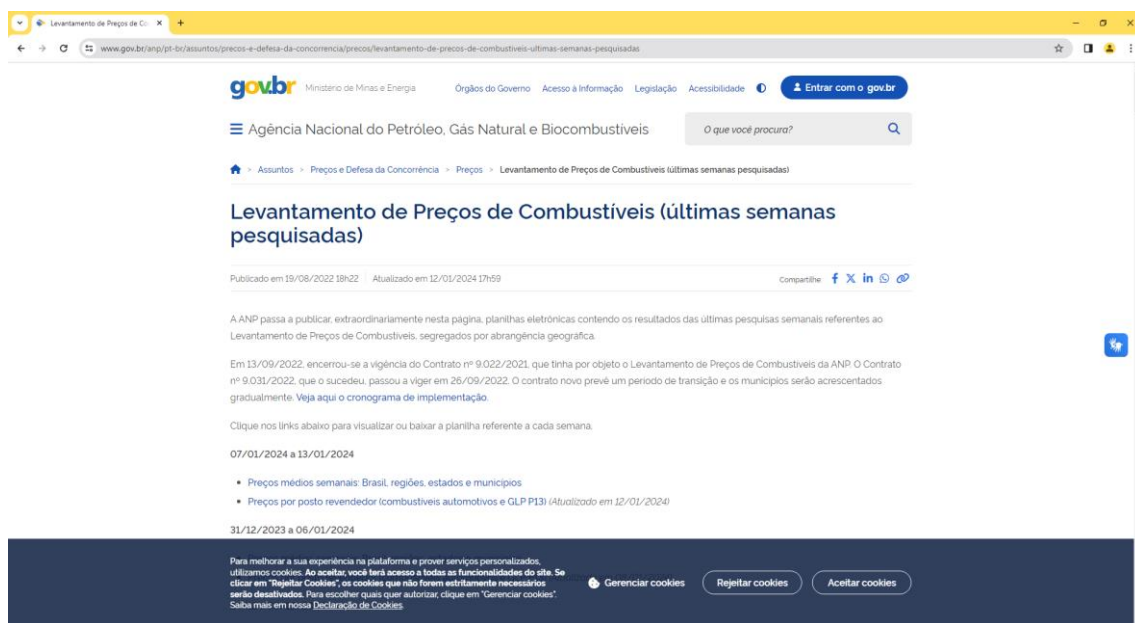 Levantamento de Preços de Co
www.gov.br/anp/pt-br/assuntos/precos-e-defesa-da-concorrencia/precos/levantamento-de-precos-de-combustiveis-ultimas-semanas-pesquisadas
gov.br Ministério de Minas e Energia Órgãos do Governo Acesso à Informação Legislação Acessibilidade Entrar com o gov.br
Agência Nacional do Petróleo, Gás Natural e Biocombustíveis O que você procura?
> Assuntos > Preços e Defesa da Concorrência > Preços > Levantamento de Preços de Combustíveis (últimas semanas pesquisadas)
Levantamento de Preços de Combustíveis (últimas semanas
pesquisadas)
Publicado em 19/08/2022 18h22 Atualizado em 12/01/2024 17h59 Compartilhe
A ANP passa a publicar, extraordinariamente nesta página, planilhas eletrônicas contendo os resultados das últimas pesquisas semanais referentes ao
Levantamento de Preços de Combustíveis, segregados por abrangência geográfica.
Em 13/09/2022, encerrou-se a vigência do Contrato nº 9.022/2021, que tinha por objeto o Levantamento de Preços de Combustíveis da ANP. O Contrato
nº 9.031/2022, que o sucedeu, passou a viger em 26/09/2022. O contrato novo prevê um período de transição e os municípios serão acrescentados
gradualmente. Veja aqui o cronograma de implementação.
Clique nos links abaixo para visualizar ou baixar a planilha referente a cada semana.
07/01/2024 a 13/01/2024
• Preços médios semanais: Brasil, regiões, estados e municípios
• Preços por posto revendedor (combustíveis automotivos e GLP P13) (Atualizado em 12/01/2024)
31/12/2023 a 06/01/2024
Para melhorar a sua experiência na plataforma e prover serviços personalizados,
utilizamos cookies. Ao aceitar, você terá acesso a todas as funcionalidades do site. Se
clicar em "Rejeitar Cookies", os cookies que não forem estritamente necessários
serão desativados. Para escolher quais quer autorizar, clique em "Gerenciar cookies".
Saiba mais em nossa Declaração de Cookies.
Gerenciar cookies Rejeitar cookies Aceitar cookies